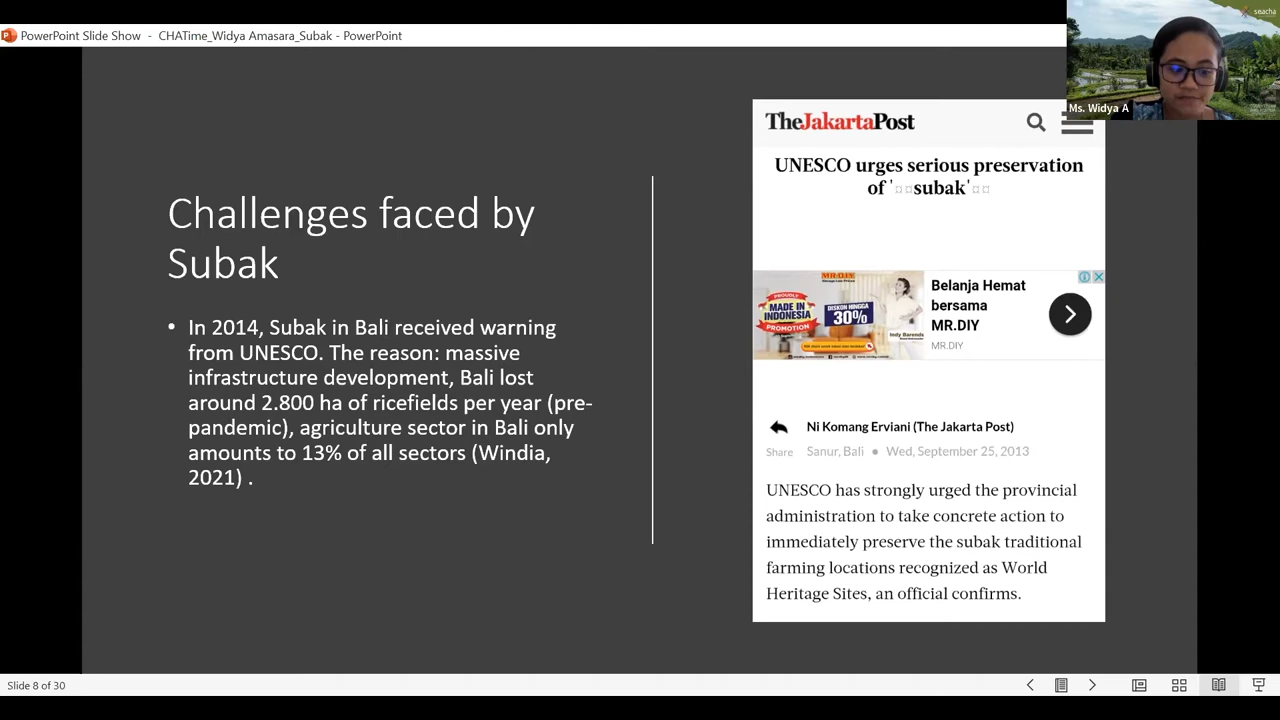 PowerPoint Slide Show - CHATime_Widya Amasara_Subak - PowerPoint
seacha
Ms. Widya A
Challenges faced by
Subak
• In 2014, Subak in Bali received warning
from UNESCO. The reason: massive
infrastructure development, Bali lost
around 2.800 ha of ricefields per year (pre-
pandemic), agriculture sector in Bali only
amounts to 13% of all sectors (Windia,
2021) .
TheJakartaPost
UNESCO urges serious preservation
of '¤¤subak'¤¤
MR.D.I.Y.
PROUDLY
MADE IN
INDONESIA
PROMOTION
DISKON HINGGA
30%
Indy Barends
Belanja Hemat
bersama
MR.DIY
MR.DIY
Ni Komang Erviani (The Jakarta Post)
Share Sanur, Bali • Wed, September 25, 2013
UNESCO has strongly urged the provincial
administration to take concrete action to
immediately preserve the subak traditional
farming locations recognized as World
Heritage Sites, an official confirms.
Slide 8 of 30